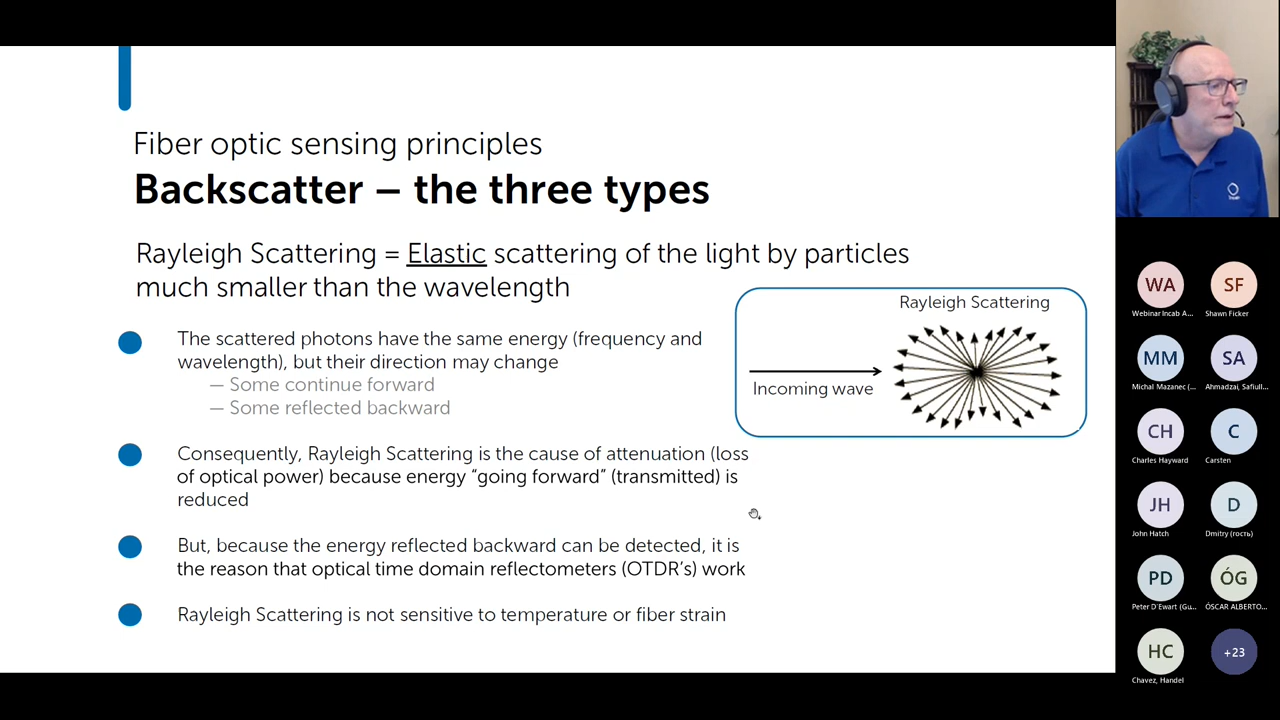 Fiber optic sensing principles
Backscatter – the three types
Rayleigh Scattering = Elastic scattering of the light by particles
much smaller than the wavelength
The scattered photons have the same energy (frequency and
wavelength), but their direction may change
— Some continue forward
— Some reflected backward
Consequently, Rayleigh Scattering is the cause of attenuation (loss
of optical power) because energy “going forward” (transmitted) is
reduced
But, because the energy reflected backward can be detected, it is
the reason that optical time domain reflectometers (OTDR’s) work
Rayleigh Scattering is not sensitive to temperature or fiber strain
Rayleigh Scattering
Incoming wave
WA
Webinar Incab A...
SF
Shawn Ficker
MM
Michal Mazanec (...
SA
Ahmadzai, Safiull...
CH
Charles Hayward
C
Carsten
JH
John Hatch
D
Dmitry (гость)
PD
Peter D'Ewart (Gu...
ÓG
ÓSCAR ALBERTO...
HC
Chavez, Handel
+23